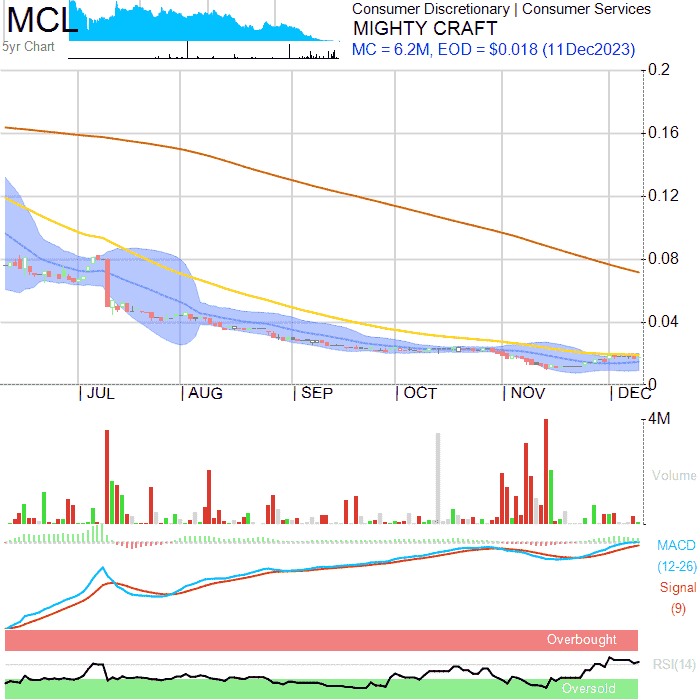 MCL
5yr Chart
Consumer Discretionary | Consumer Services
MIGHTY CRAFT
MC = 6.2M, EOD = $0.018 (11Dec2023)
0.2
0.16
0.12
0.08
0.04
0
| JUL | AUG | SEP | OCT | NOV | DEC
4M
Volume
MACD
(12-26)
Signal
(9)
Overbought
RSI(14)
Oversold